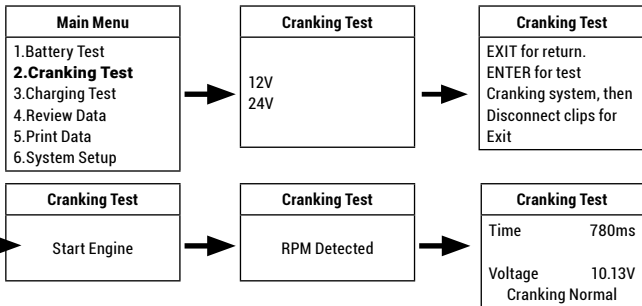 Main Menu
1.Battery Test
2.Cranking Test
3.Charging Test
4.Review Data
5.Print Data
6.System Setup
Cranking Test
12V
24V
Cranking Test
EXIT for return.
ENTER for test
Cranking system, then
Disconnect clips for
Exit
Cranking Test
Start Engine
Cranking Test
RPM Detected
Cranking Test
Time 780ms
Voltage 10.13V
Cranking Normal